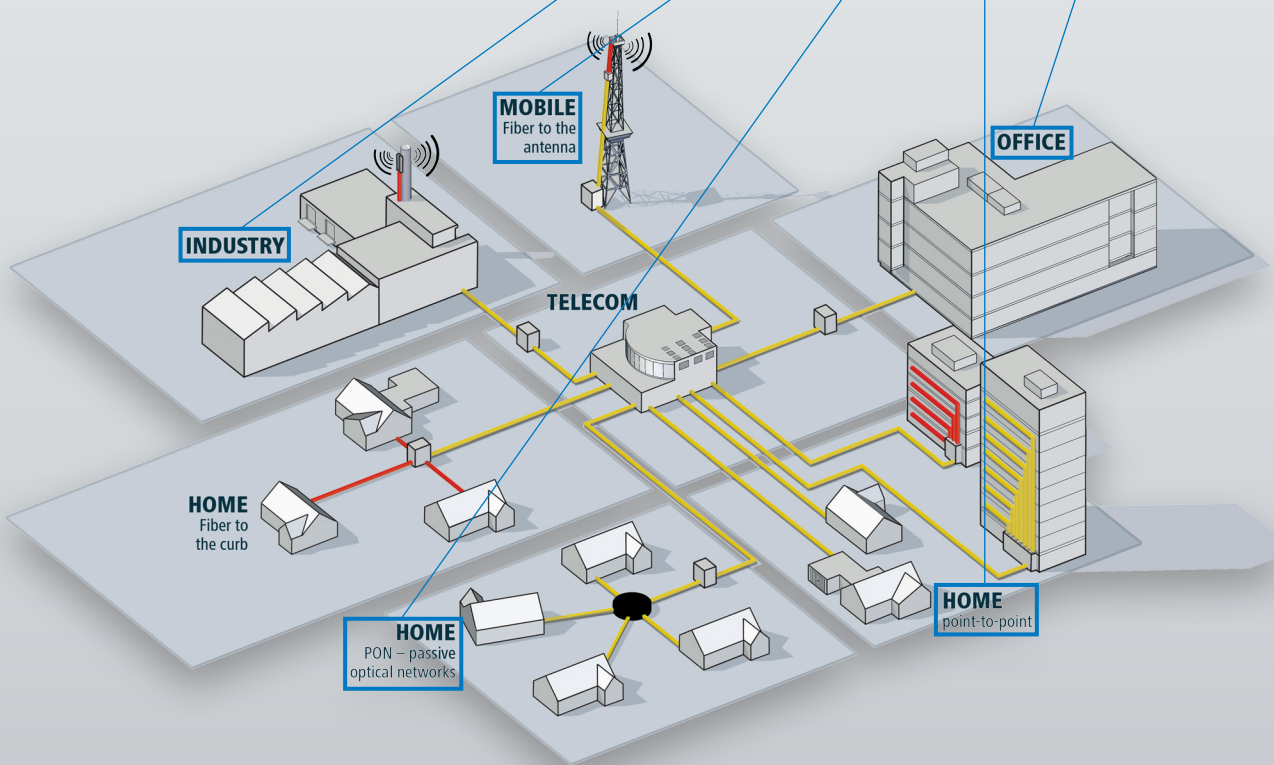 MOBILE
Fiber to the
antenna
OFFICE
INDUSTRY
TELECOM
HOME
Fiber to
the curb
HOME
point-to-point
HOME
PON – passive
optical networks